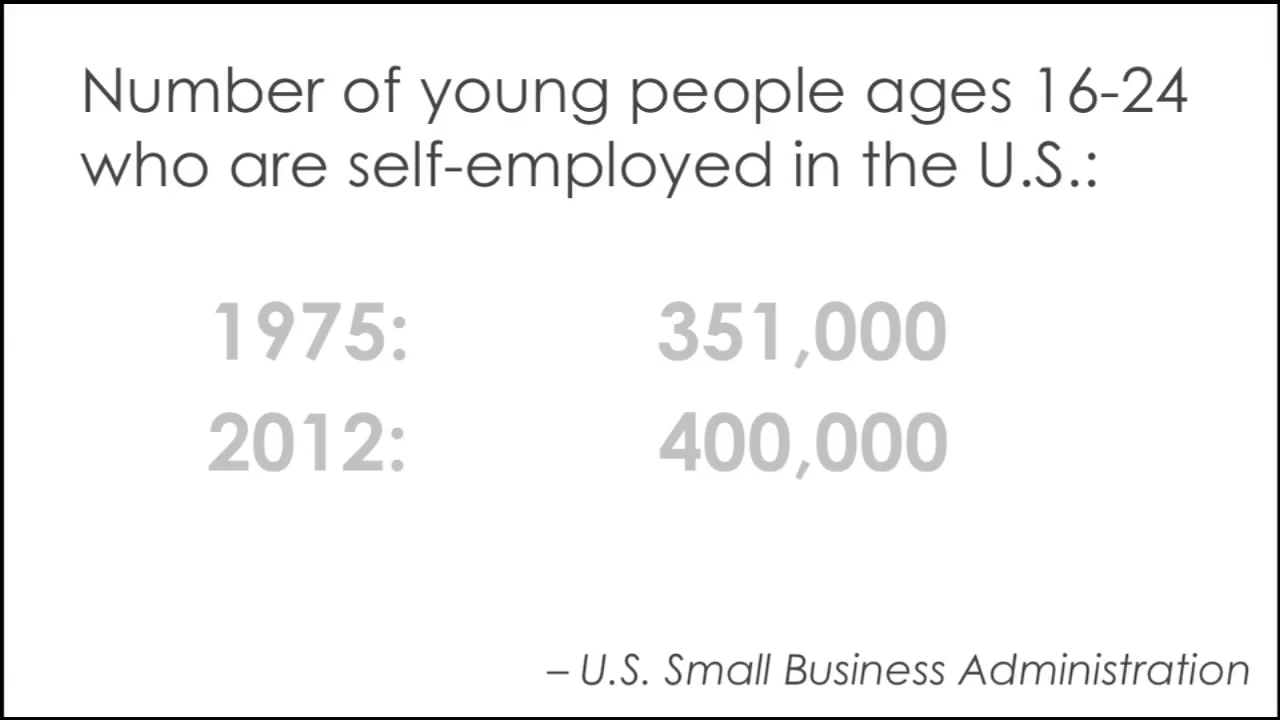 Number of young people ages 16-24
who are self-employed in the U.S.:
1975: 351,000
2012: 400,000
– U.S. Small Business Administration